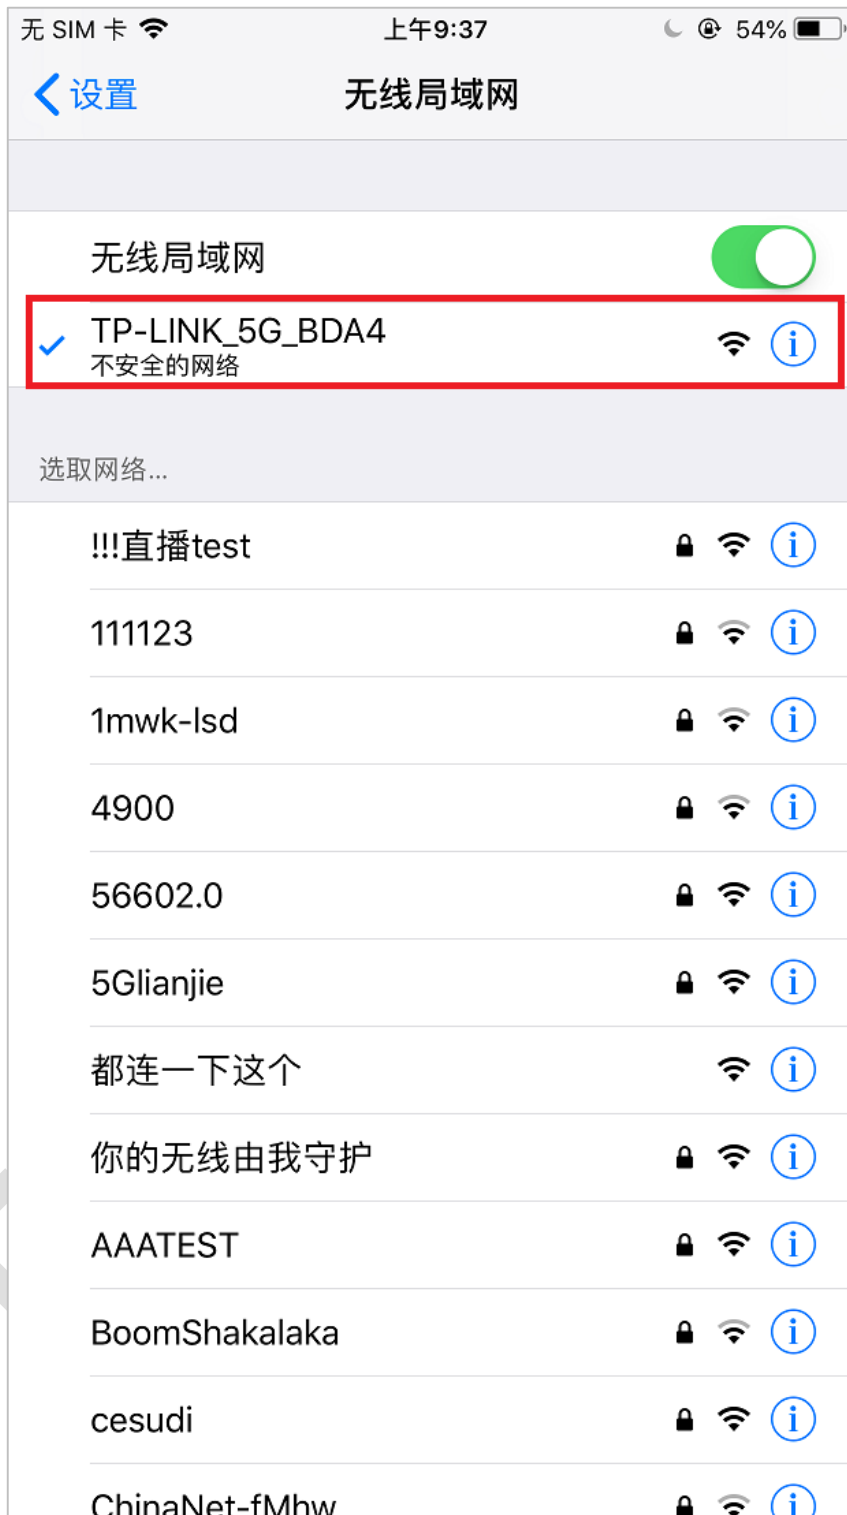 无 SIM 卡 上午9:37 54%
设置 无线局域网
无线局域网
TP-LINK_5G_BDA4
不安全的网络
选取网络...
!!!直播test
111123
1mwk-lsd
4900
56602.0
5Glianjie
都连一下这个
你的无线由我守护
AAATEST
BoomShakalaka
cesudi
ChinaNet-fMhw